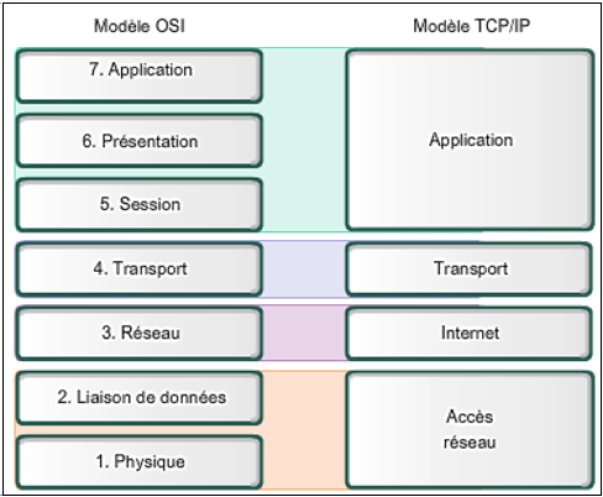 Modèle OSI
Modèle TCP/IP
7. Application
6. Présentation
5. Session
4. Transport
3. Réseau
2. Liaison de données
1. Physique
Application
Transport
Internet
Accès
réseau